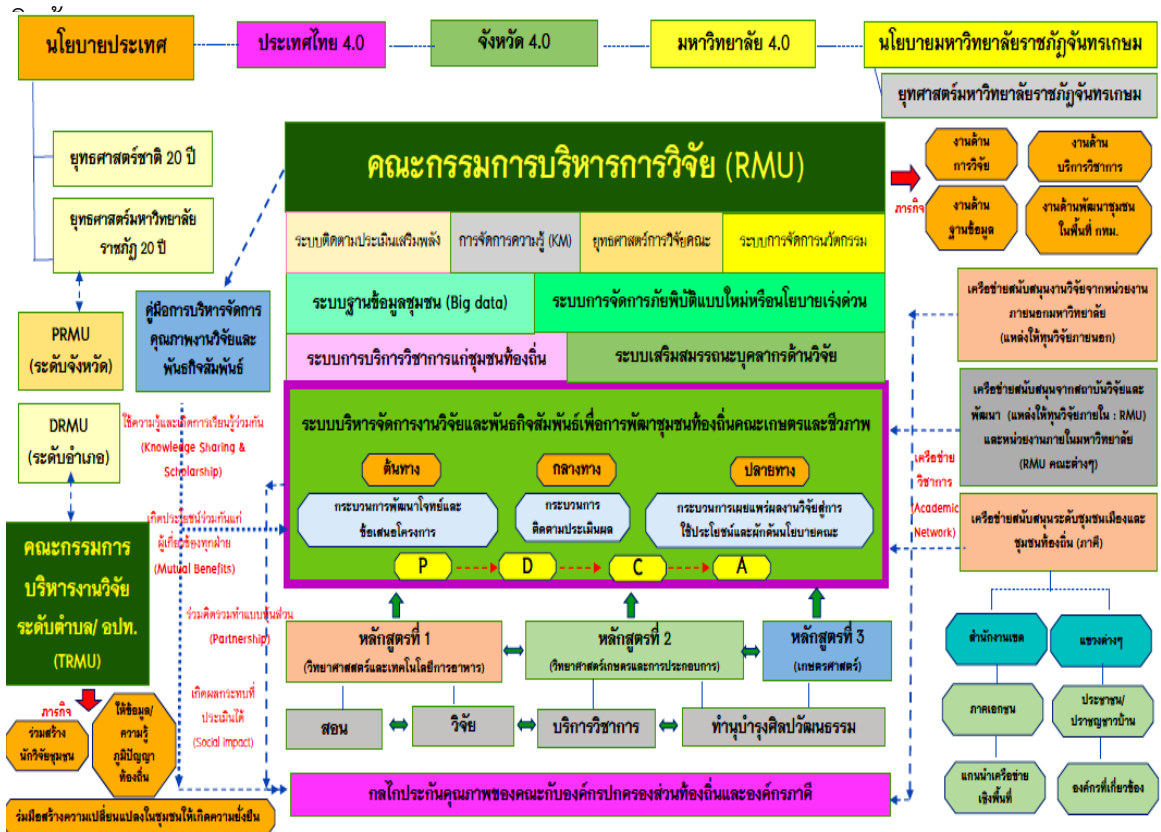 นโยบายประเทศ
ประเทศไทย 4.0
จังหวัด 4.0
มหาวิทยาลัย 4.0
นโยบายมหาวิทยาลัยราชภัฏจันทรเกษม
ยุทศาสตร์มหาวิทยาลัยราชภัฏจันทรเกษม
ยุทธศาสตร์ชาติ 20 ปี
ยุทธศาสตร์มหาวิทยาลัย
ราชภัฏ 20 ปี
PRMU
(ระดับจังหวัด)
DRMU
(ระดับอำเภอ)
คณะกรรมการ
บริหารงานวิจัย
ระดับตำบล/ อปท.
(TRMU)
ภารกิจ
ร่วมสร้าง
นักวิจัยชุมชน
ให้ข้อมูล/
ความรู้
ภูมิปัญญา
ท้องถิ่น
ร่มมือสร้างความเปลี่ยนแปลงในชุมชนให้เกิดความยั่งยืน
คู่มือการบริหารจัดการ
คุณภาพงานวิจัยและ
พันธกิจสัมพันธ์
ใช้ความรู้และเกิดการเรียนรู้ร่วมกัน
(Knowledge Sharing &
Scholarship)
เกิดประโยชน์ร่วมกันแก่
ผู้เกี่ยวข้องทุกฝ่าย
(Mutual Benefits)
ร่วมคิดรวมทำแบบหุ้นส่วน
(Partnership)
เกิดผลกระทบที่
ประเมินได้
(Social Impact)
คณะกรรมการบริหารการวิจัย (RMU)
ระบบติดตามประเมินเสริมพลัง
การจัดการความรู้ (KM)
ยุทธศาสตร์การวิจัยคณะ
ระบบการจัดการนวัตกรรม
ระบบฐานข้อมูลชุมชน (Big data)
ระบบการจัดการภัยพิบัติแบบใหม่หรือนโยบายเร่งด่วน
ระบบการบริการวิชาการแก่ชุมชนท้องถิ่น
ระบบเสริมสมรรถนะบุคลากรด้านวิจัย
ระบบบริหารจัดการงานวิจัยและพันธกิจสัมพันธ์เพื่อการพัฒาชุมชนท้องถิ่นคณะเกษตรและชีวภาพ
ต้นทาง
กลางทาง
ปลายทาง
กระบวนการพัฒนาโจทย์และ
ข้อเสนอโครงการ
กระบวนการ
ติดตามประเมินผล
กระบวนการเผยแพร่ผลงานวิจัยสู่การ
ใช้ประโยชน์และผักดันนโยบายคณะ
P
D
C
A
หลักสูตรที่ 1
(วิทยาศาสตร์และเทคโนโลยีการอาหาร)
หลักสูตรที่ 2
(วิทยาศาสตร์เกษตรและการประกอบการ)
หลักสูตรที่ 3
(เกษตรศาสตร์)
สอน
วิจัย
บริการวิชาการ
ทำนุบำรุงศิลปวัฒนธรรม
กลไกประกันคุณภาพของคณะกับองค์กรปกครองส่วนท้องถิ่นและองค์กรภาคี
ภารกิจ
งานด้าน
การวิจัย
งานด้าน
บริการวิชาการ
งานด้าน
ฐานข้อมูล
งานด้านพัฒนาชุมชน
ในพื้นที่ กทม.
เครือข่าย
วิชาการ
(Academic
Network)
เครือข่ายสนับสนุนงานวิจัยจากหน่วยงาน
ภายนอกมหาวิทยาลัย
(แหล่งให้ทุนวิจัยภายนอก)
เครือข่ายสนับสนุนจากสถาบันวิจัยและ
พัฒนา (แหล่งให้ทุนวิจัยภายใน : RMU)
และหน่วยงานภายในมหาวิทยาลัย
(RMU คณะต่างๆ)
เครือข่ายสนับสนุนระดับชุมชนเมืองและ
ชุมชนท้องถิ่น (ภาคี)
สำนักงานเขต
แขวงต่างๆ
ภาคเอกชน
ประชาชน/
ปราชญชาวบ้าน
แกนนำเครือข่าย
เชิงพื้นที่
องค์กรที่เกี่ยวข้อง